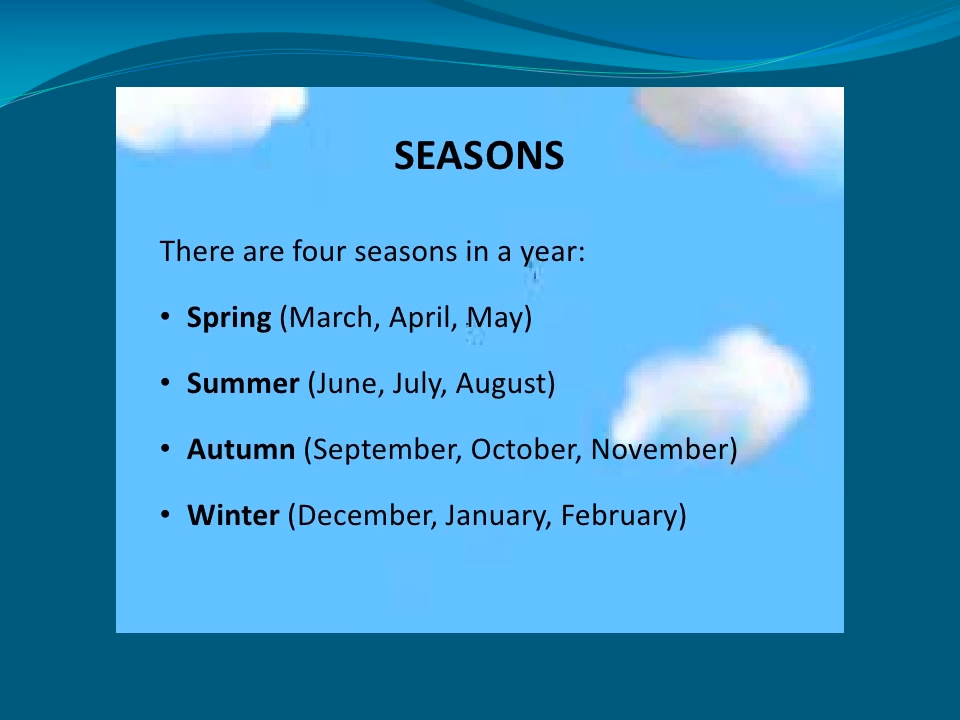 SEASONS
There are four seasons in a year:
• Spring (March, April, May)
• Summer (June, July, August)
• Autumn (September, October, November)
• Winter (December, January, February)